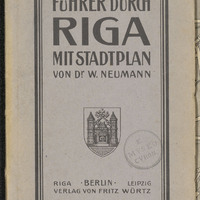 FÜHRER DURCH
RIGA
MIT STADTPLAN
VON Dr W. NEUMANN
RIGA · BERLIN · LEIPZIG
VERLAG VON FRITZ WÜRTZ